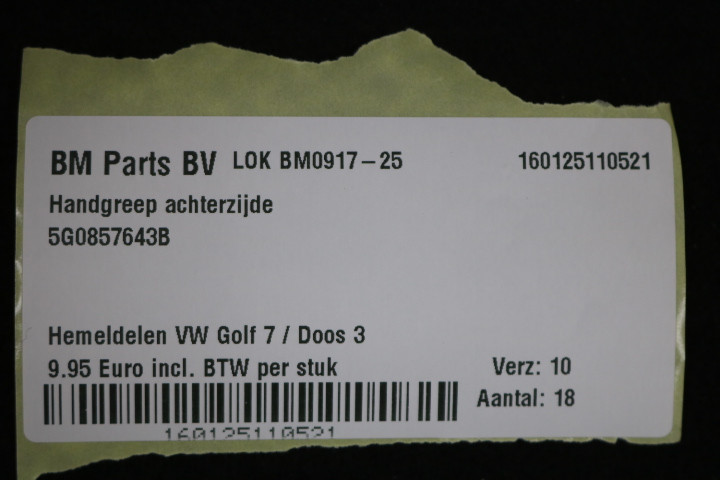 BM Parts BV LOK BM0917-25 160125110521
Handgreep achterzijde
5G0857643B
Hemeldelen VW Golf 7 / Doos 3
9.95 Euro incl. BTW per stuk Verz: 10
Aantal: 18
160125110521